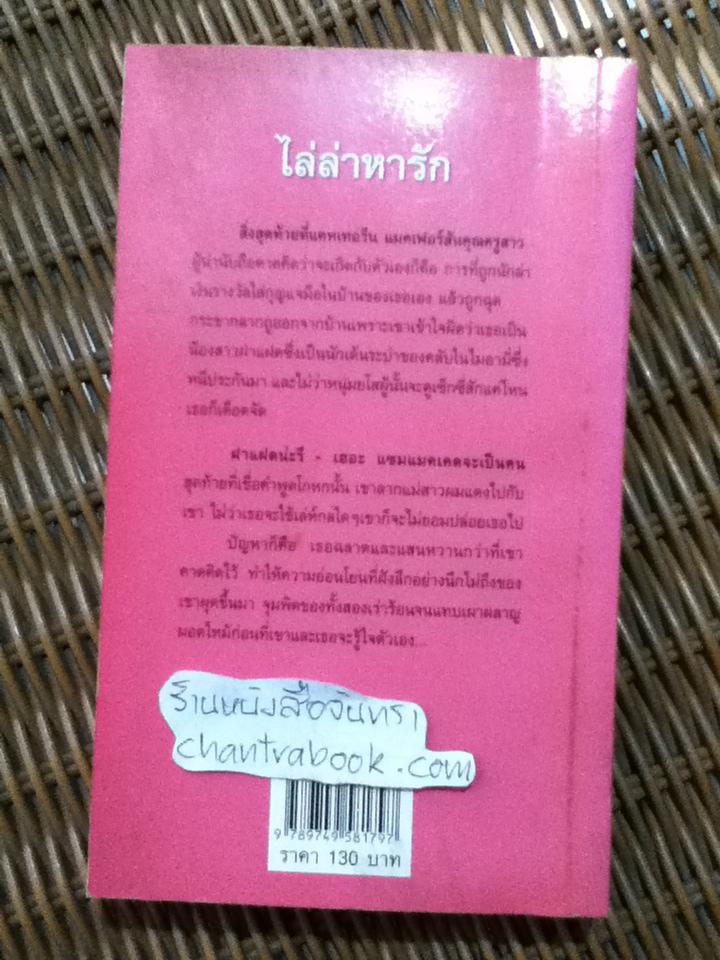 ไล่ล่าหารัก
สิ่งสุดท้ายที่แคทเทอรีน แมคเฟอร์สันคุณครูสาว
ผู้น่านับถือคาดคิดว่าจะเกิดกับตัวเองก็คือ การที่ถูกนักล่า
เงินรางวัลใส่กุญแจมือในบ้านของเธอเอง แล้วถูกฉุด
กระชากลากถูออกจากบ้านเพราะเขาเข้าใจผิดว่าเธอเป็น
น้องสาวฝาแฝดซึ่งเป็นนักเต้นระบำของคลับในไมอามี่ซึ่ง
หนีประกันมา และไม่ว่าหนุ่มยโสผู้นั้นจะดูเซ็กซี่สักแค่ไหน
เธอก็เดือดจัด
ฝาแฝดน่ะรึ - เฮอะ แซมแมคเคดจะเป็นคน
สุดท้ายที่เชื่อคำพูดโกหกนั้น เขาลากแม่สาวผมแดงไปกับ
เขา ไม่ว่าเธอจะใช้เล่ห์กลใดๆเขาก็จะไม่ยอมปล่อยเธอไป
ปัญหาก็คือ เธอฉลาดและแสนหวานกว่าที่เขา
คาดคิดไว้ ทำให้ความอ่อนโยนที่ฝังลึกอย่างนึกไม่ถึงของ
เขาผุดขึ้นมา จุมพิตของทั้งสองเร่าร้อนจนแทบเผาผลาญ
มอดไหม้ก่อนที่เขาและเธอจะรู้ใจตัวเอง...
ร้านหนังสือจันทรา
chantrabook.com
9 789749 581797
ราคา 130 บาท